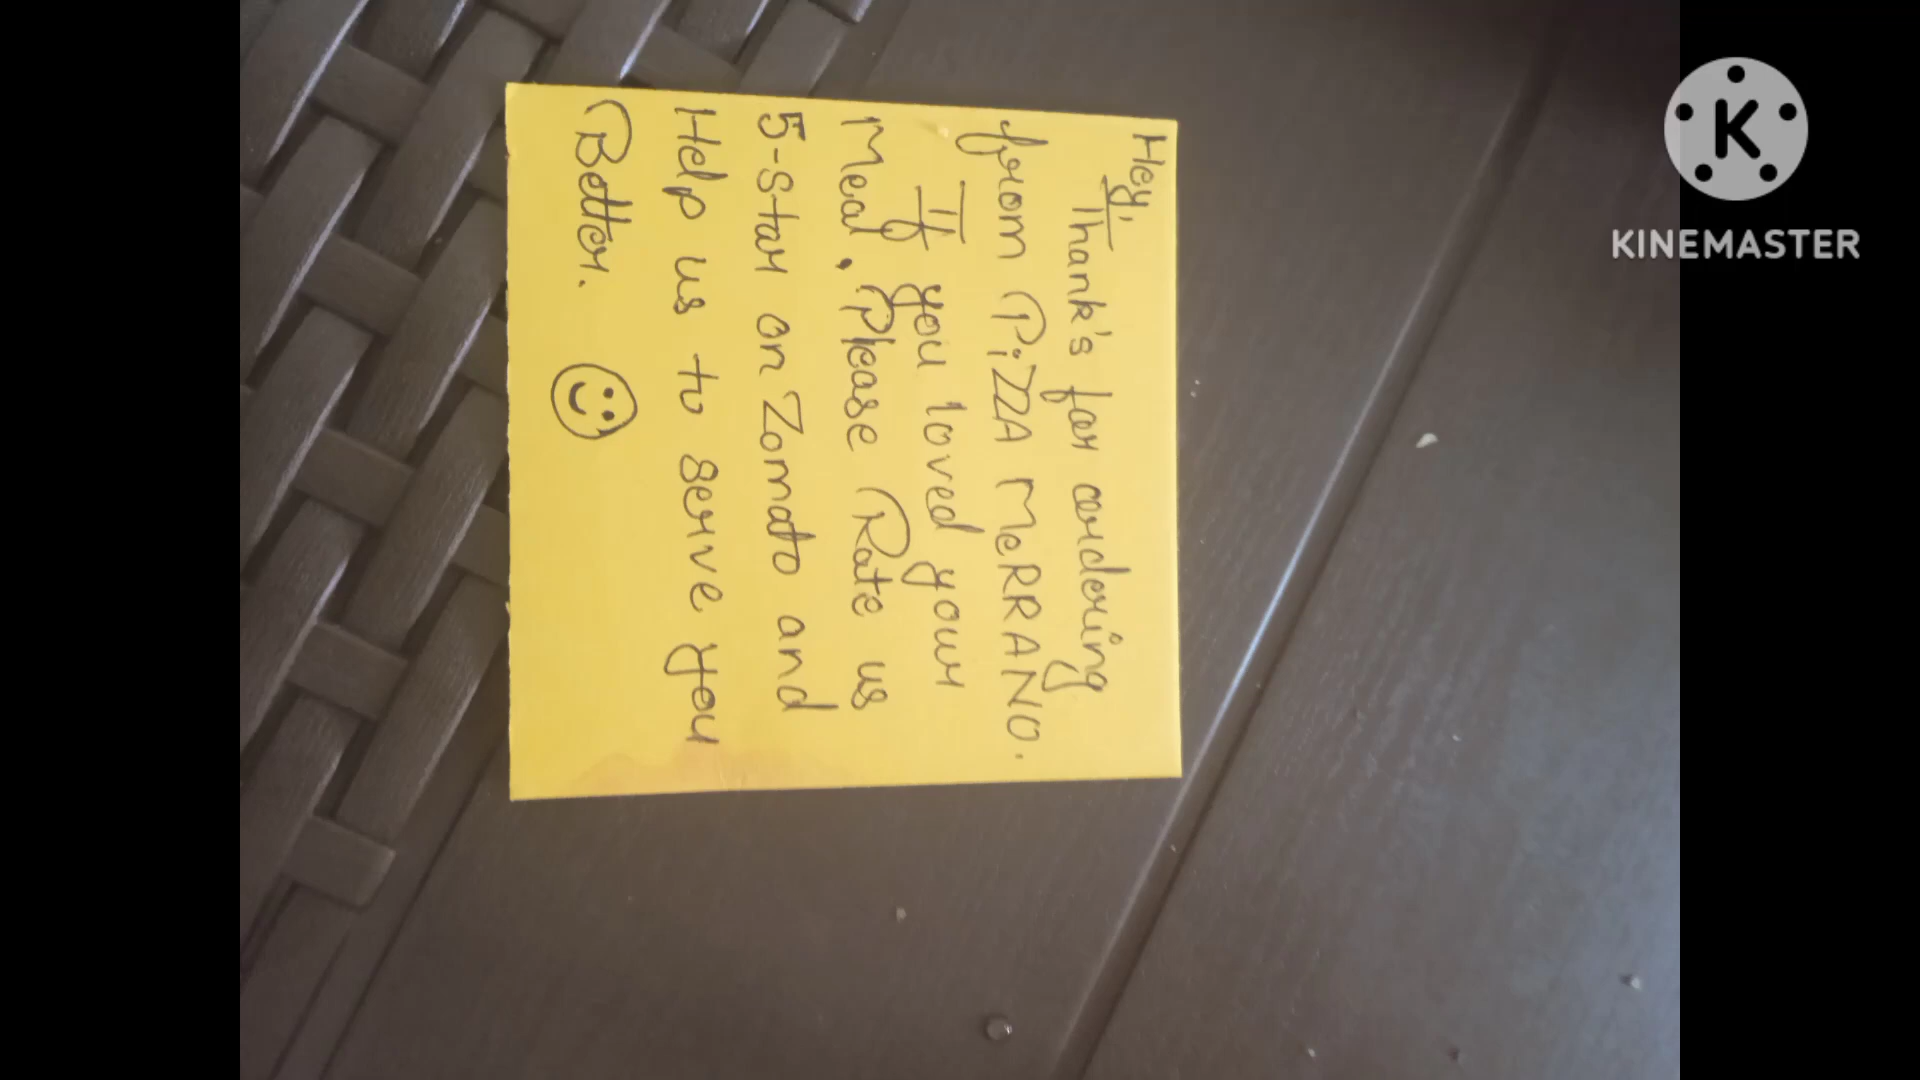 Hey,
Thank's for ordering
from PiZZA MeRRANO.
If you loved your
Meal, Please Rate us
5-star on Zomato and
Help us to serve you
Better. ☺
K
KINEMASTER